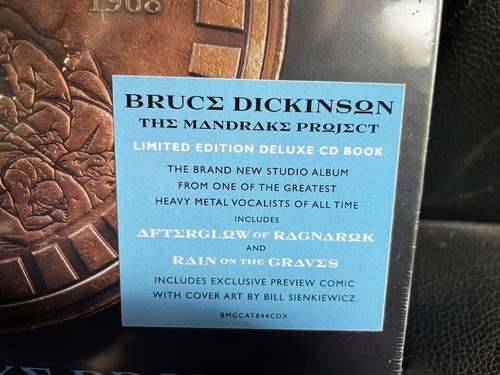 1968
BRUCE DICKINSON
THE MANDRAKE PROJECT
LIMITED EDITION DELUXE CD BOOK
THE BRAND NEW STUDIO ALBUM
FROM ONE OF THE GREATEST
HEAVY METAL VOCALISTS OF ALL TIME
INCLUDES
AFTERGLOW OF RAGNAROK
AND
RAIN ON THE GRAVES
INCLUDES EXCLUSIVE PREVIEW COMIC
WITH COVER ART BY BILL SIENKIEWICZ
BMGCAT844CDX